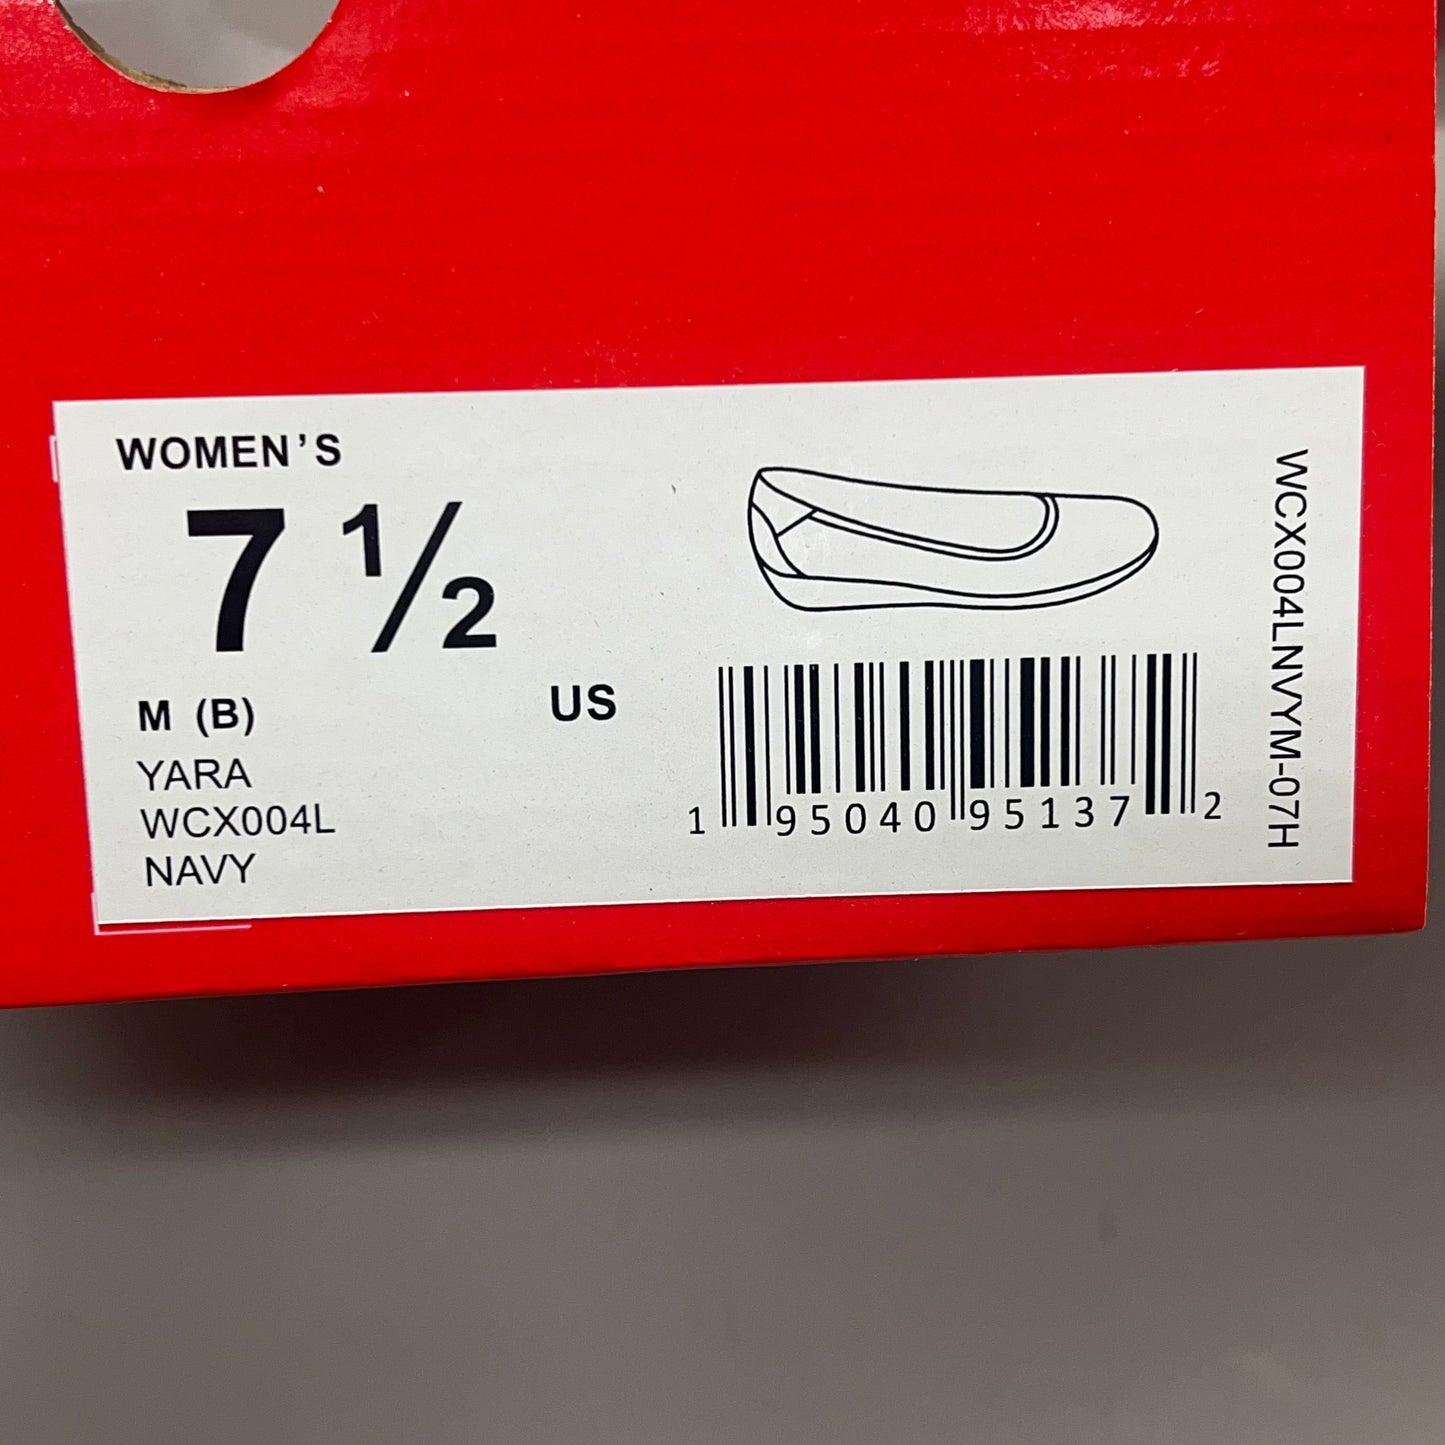 WOMEN'S
7 ½
M (B)
US
YARA
WCX004L
NAVY
1 95040 95137 2
WCX004LNVYM-07H